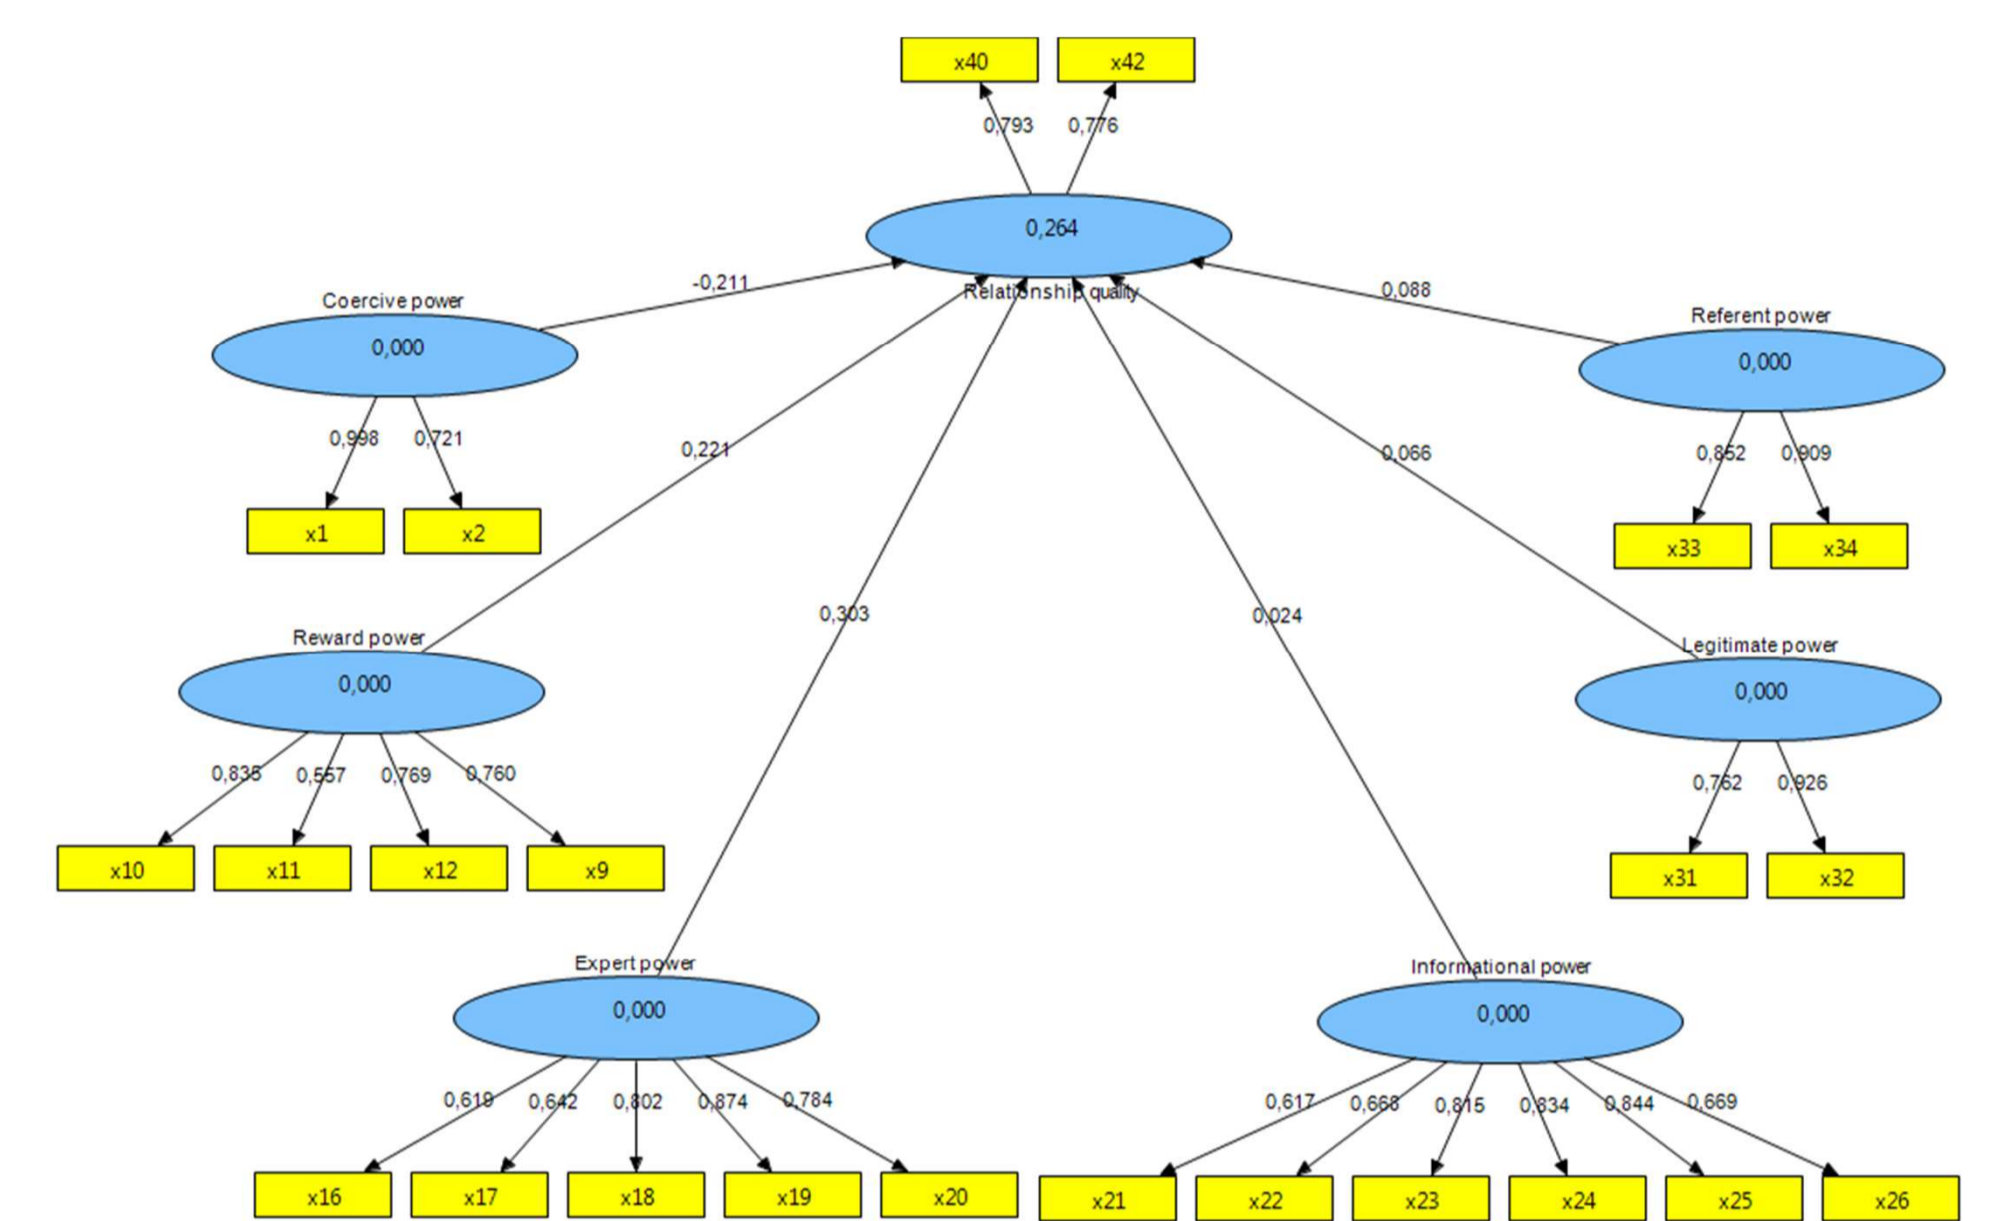 x40
x42
0,793
0,776
0,264
Relationship quality
-0,211
0,088
Coercive power
0,000
Referent power
0,000
0,998
0,721
0,221
0,066
0,852
0,909
x1
x2
x33
x34
0,303
0,024
Reward power
0,000
Legitimate power
0,000
0,835
0,557
0,769
0,760
0,762
0,926
x10
x11
x12
x9
x31
x32
Expert power
0,000
Informational power
0,000
0,619
0,642
0,802
0,874
0,784
0,617
0,668
0,815
0,834
0,844
0,669
x16
x17
x18
x19
x20
x21
x22
x23
x24
x25
x26